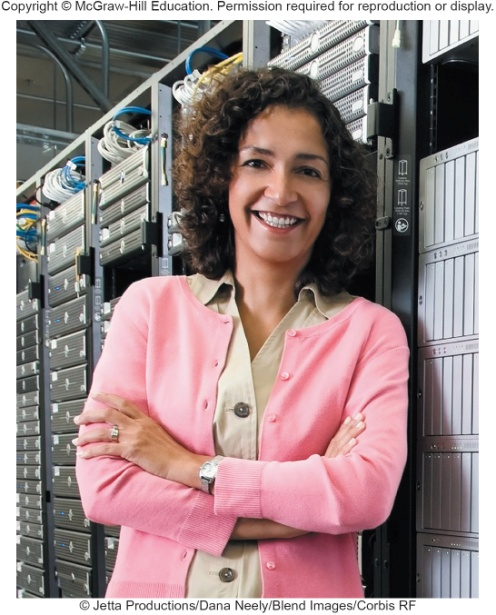 Copyright © McGraw-Hill Education. Permission required for reproduction or display.
© Jetta Productions/Dana Neely/Blend Images/Corbis RF